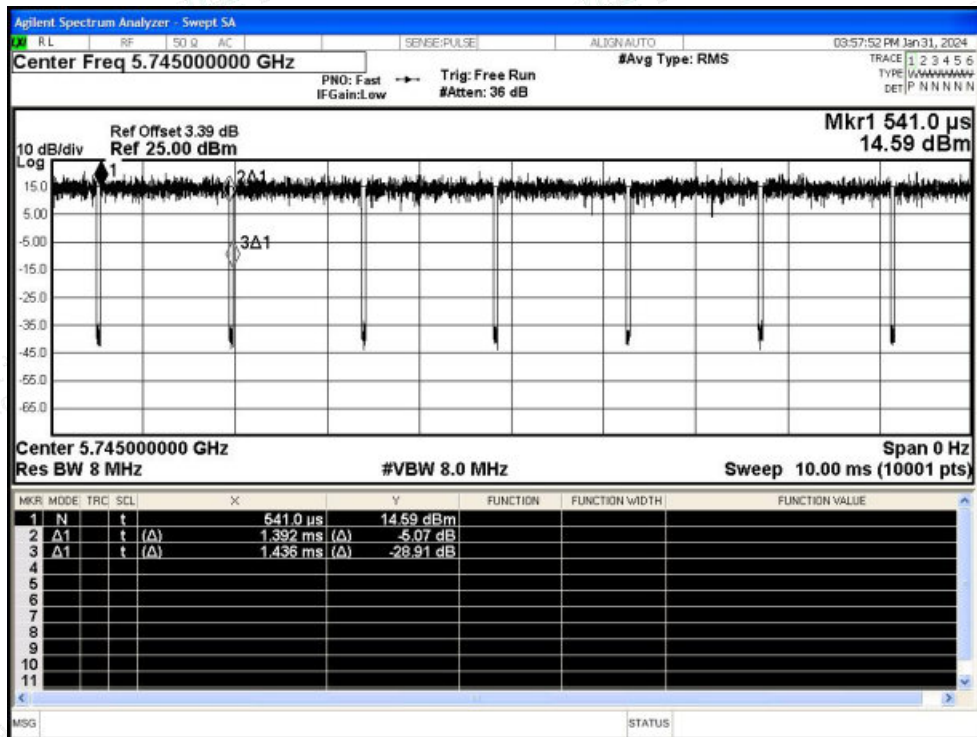 Agilent Spectrum Analyzer - Swept SA
RL RF 50 Ω AC SENSE:PULSE ALIGNAUTO 03:57:52 PM Jan 31, 2024
Center Freq 5.745000000 GHz
PNO: Fast
IFGain:Low
Trig: Free Run
#Atten: 36 dB
#Avg Type: RMS
TRACE 1 2 3 4 5 6
TYPE
DET P N N N N N
Mkr1 541.0 µs
14.59 dBm
Ref Offset 3.39 dB
10 dB/div Ref 25.00 dBm
Log
1
2Δ1
15.0
5.00
3Δ1
-5.00
-15.0
-25.0
-35.0
-45.0
-55.0
-65.0
Center 5.745000000 GHz Span 0 Hz
Res BW 8 MHz #VBW 8.0 MHz Sweep 10.00 ms (10001 pts)
MKR MODE TRC SCL X Y FUNCTION FUNCTION WIDTH FUNCTION VALUE
1 N t 541.0 µs 14.59 dBm
2 Δ1 t (Δ) 1.392 ms (Δ) -5.07 dB
3 Δ1 t (Δ) 1.436 ms (Δ) -28.91 dB
4
5
6
7
8
9
10
11
MSG STATUS